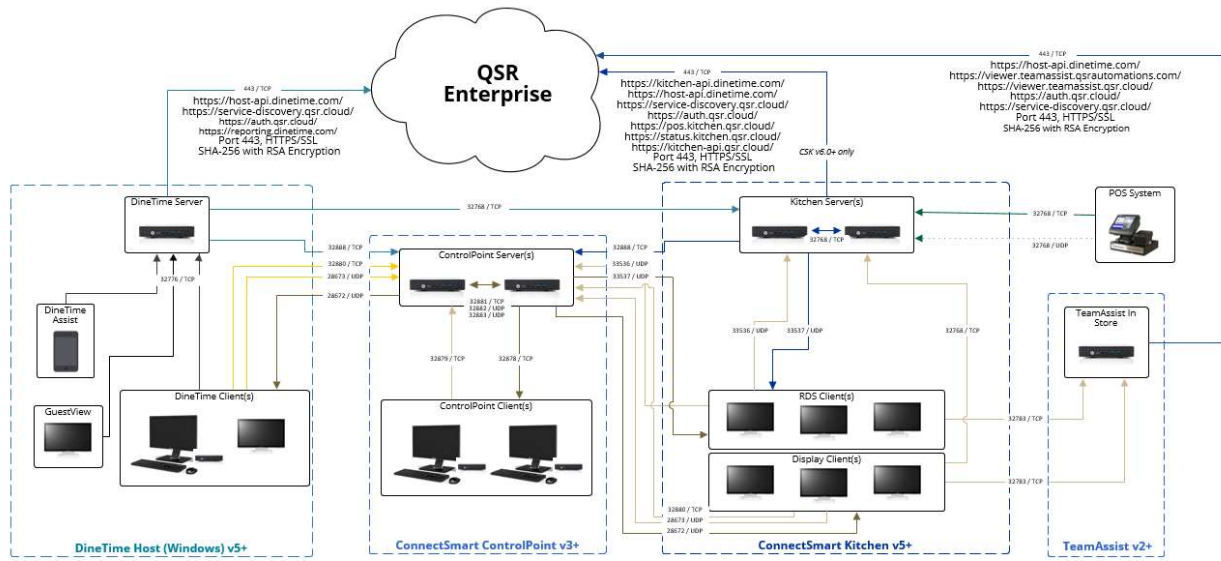 QSR
Enterprise
443 / TCP
https://host-api.dinetime.com/
https://service-discovery.qsr.cloud/
https://auth.qsr.cloud/
https://reporting.dinetime.com/
Port 443, HTTPS/SSL
SHA-256 with RSA Encryption
443 / TCP
https://kitchen-api.dinetime.com/
https://host-api.dinetime.com/
https://service-discovery.qsr.cloud/
https://auth.qsr.cloud/
https://pos.kitchen.qsr.cloud/
https://status.kitchen.qsr.cloud/
https://kitchen-api.qsr.cloud/
Port 443, HTTPS/SSL
SHA-256 with RSA Encryption
CSK v6.0+ only
443 / TCP
https://host-api.dinetime.com/
https://viewer.teamassist.qsrautomations.com/
https://viewer.teamassist.qsr.cloud/
https://auth.qsr.cloud/
https://service-discovery.qsr.cloud/
Port 443, HTTPS/SSL
SHA-256 with RSA Encryption
DineTime Server
32768 / TCP
Kitchen Server(s)
32768 / TCP
POS System
32768 / TCP
32768 / UDP
32888 / TCP
32880 / TCP
28673 / UDP
28672 / UDP
32776 / TCP
ControlPoint Server(s)
32881 / TCP
32882 / UDP
32883 / UDP
32888 / TCP
33536 / UDP
33537 / UDP
DineTime
Assist
GuestView
DineTime Client(s)
32879 / TCP
32878 / TCP
ControlPoint Client(s)
33536 / UDP
33537 / UDP
32768 / TCP
RDS Client(s)
Display Client(s)
32783 / TCP
32783 / TCP
TeamAssist In
Store
32880 / TCP
28673 / UDP
28672 / UDP
DineTime Host (Windows) v5+
ConnectSmart ControlPoint v3+
ConnectSmart Kitchen v5+
TeamAssist v2+